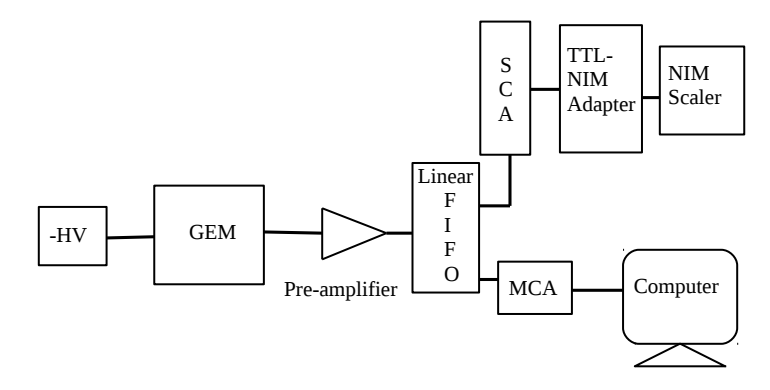 -HV
GEM
Pre-amplifier
Linear
F
I
F
O
S
C
A
TTL-
NIM
Adapter
NIM
Scaler
MCA
Computer